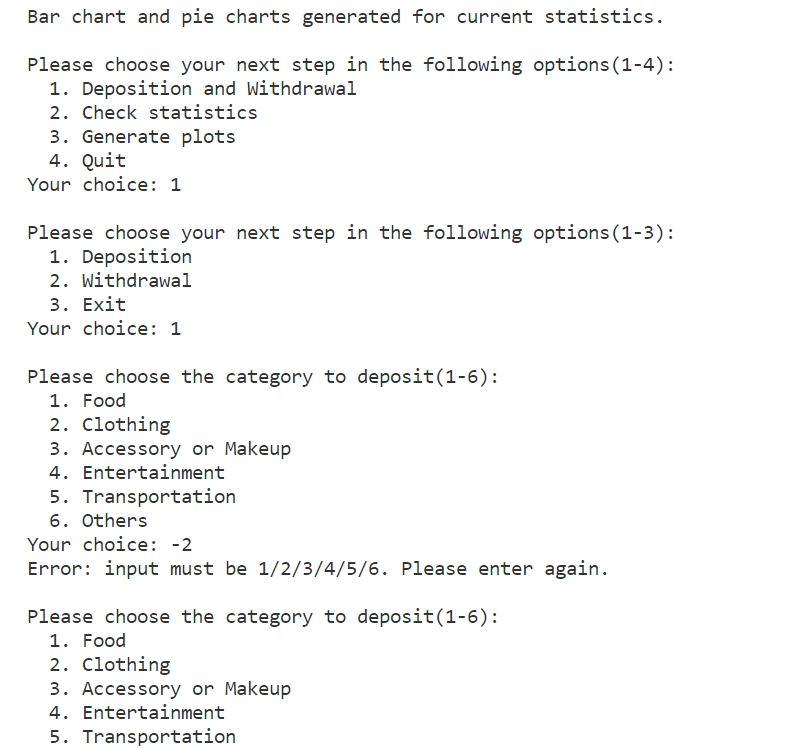 Bar chart and pie charts generated for current statistics.
Please choose your next step in the following options(1-4):
1. Deposition and Withdrawal
2. Check statistics
3. Generate plots
4. Quit
Your choice: 1
Please choose your next step in the following options(1-3):
1. Deposition
2. Withdrawal
3. Exit
Your choice: 1
Please choose the category to deposit(1-6):
1. Food
2. Clothing
3. Accessory or Makeup
4. Entertainment
5. Transportation
6. Others
Your choice: -2
Error: input must be 1/2/3/4/5/6. Please enter again.
Please choose the category to deposit(1-6):
1. Food
2. Clothing
3. Accessory or Makeup
4. Entertainment
5. Transportation